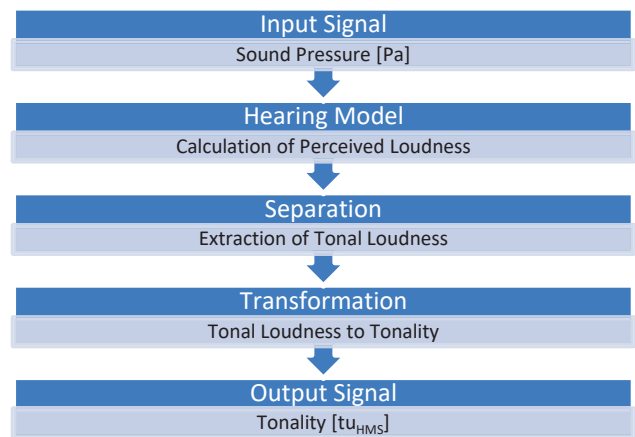 Input Signal
Sound Pressure [Pa]
Hearing Model
Calculation of Perceived Loudness
Separation
Extraction of Tonal Loudness
Transformation
Tonal Loudness to Tonality
Output Signal
Tonality [tuHMS]